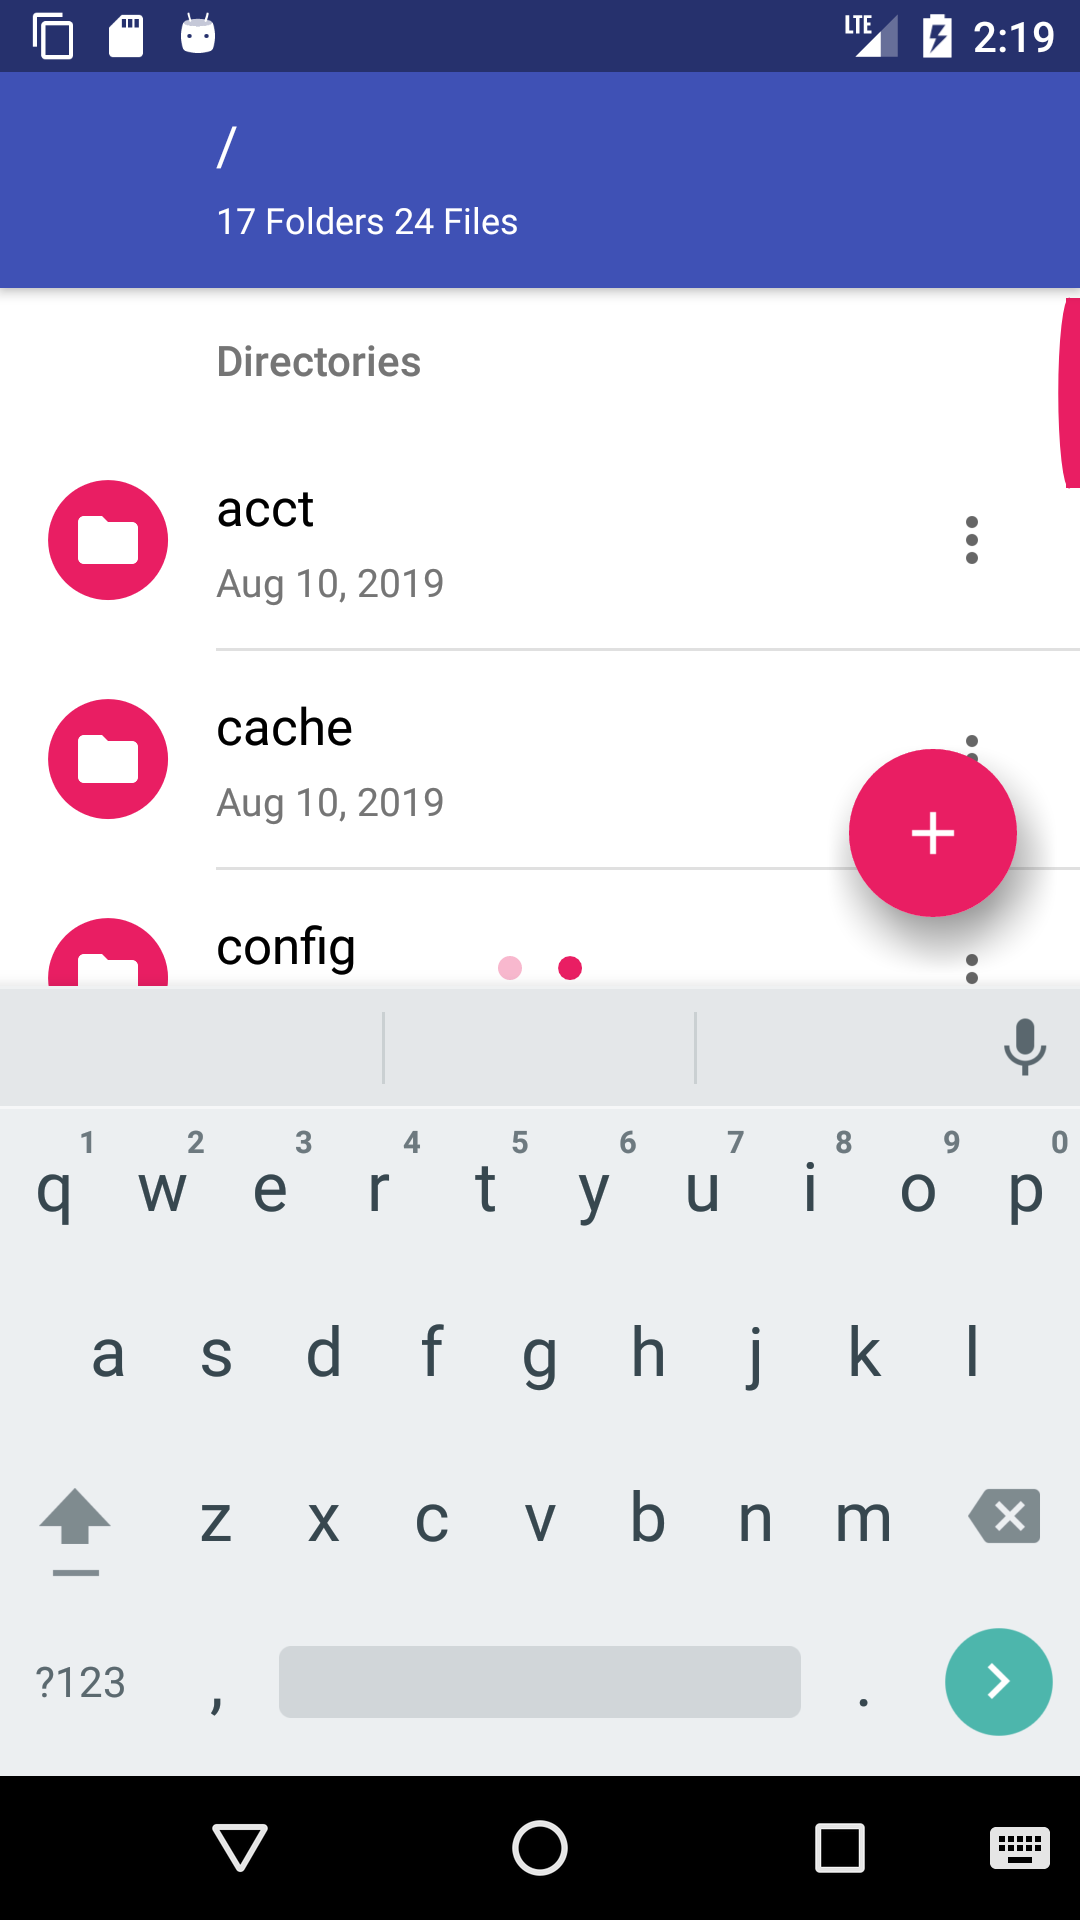 LTE 2:19
/
17 Folders 24 Files
Directories
acct
Aug 10, 2019
cache
Aug 10, 2019
config
1 2 3 4 5 6 7 8 9 0
q w e r t y u i o p
a s d f g h j k l
z x c v b n m
?123 , .